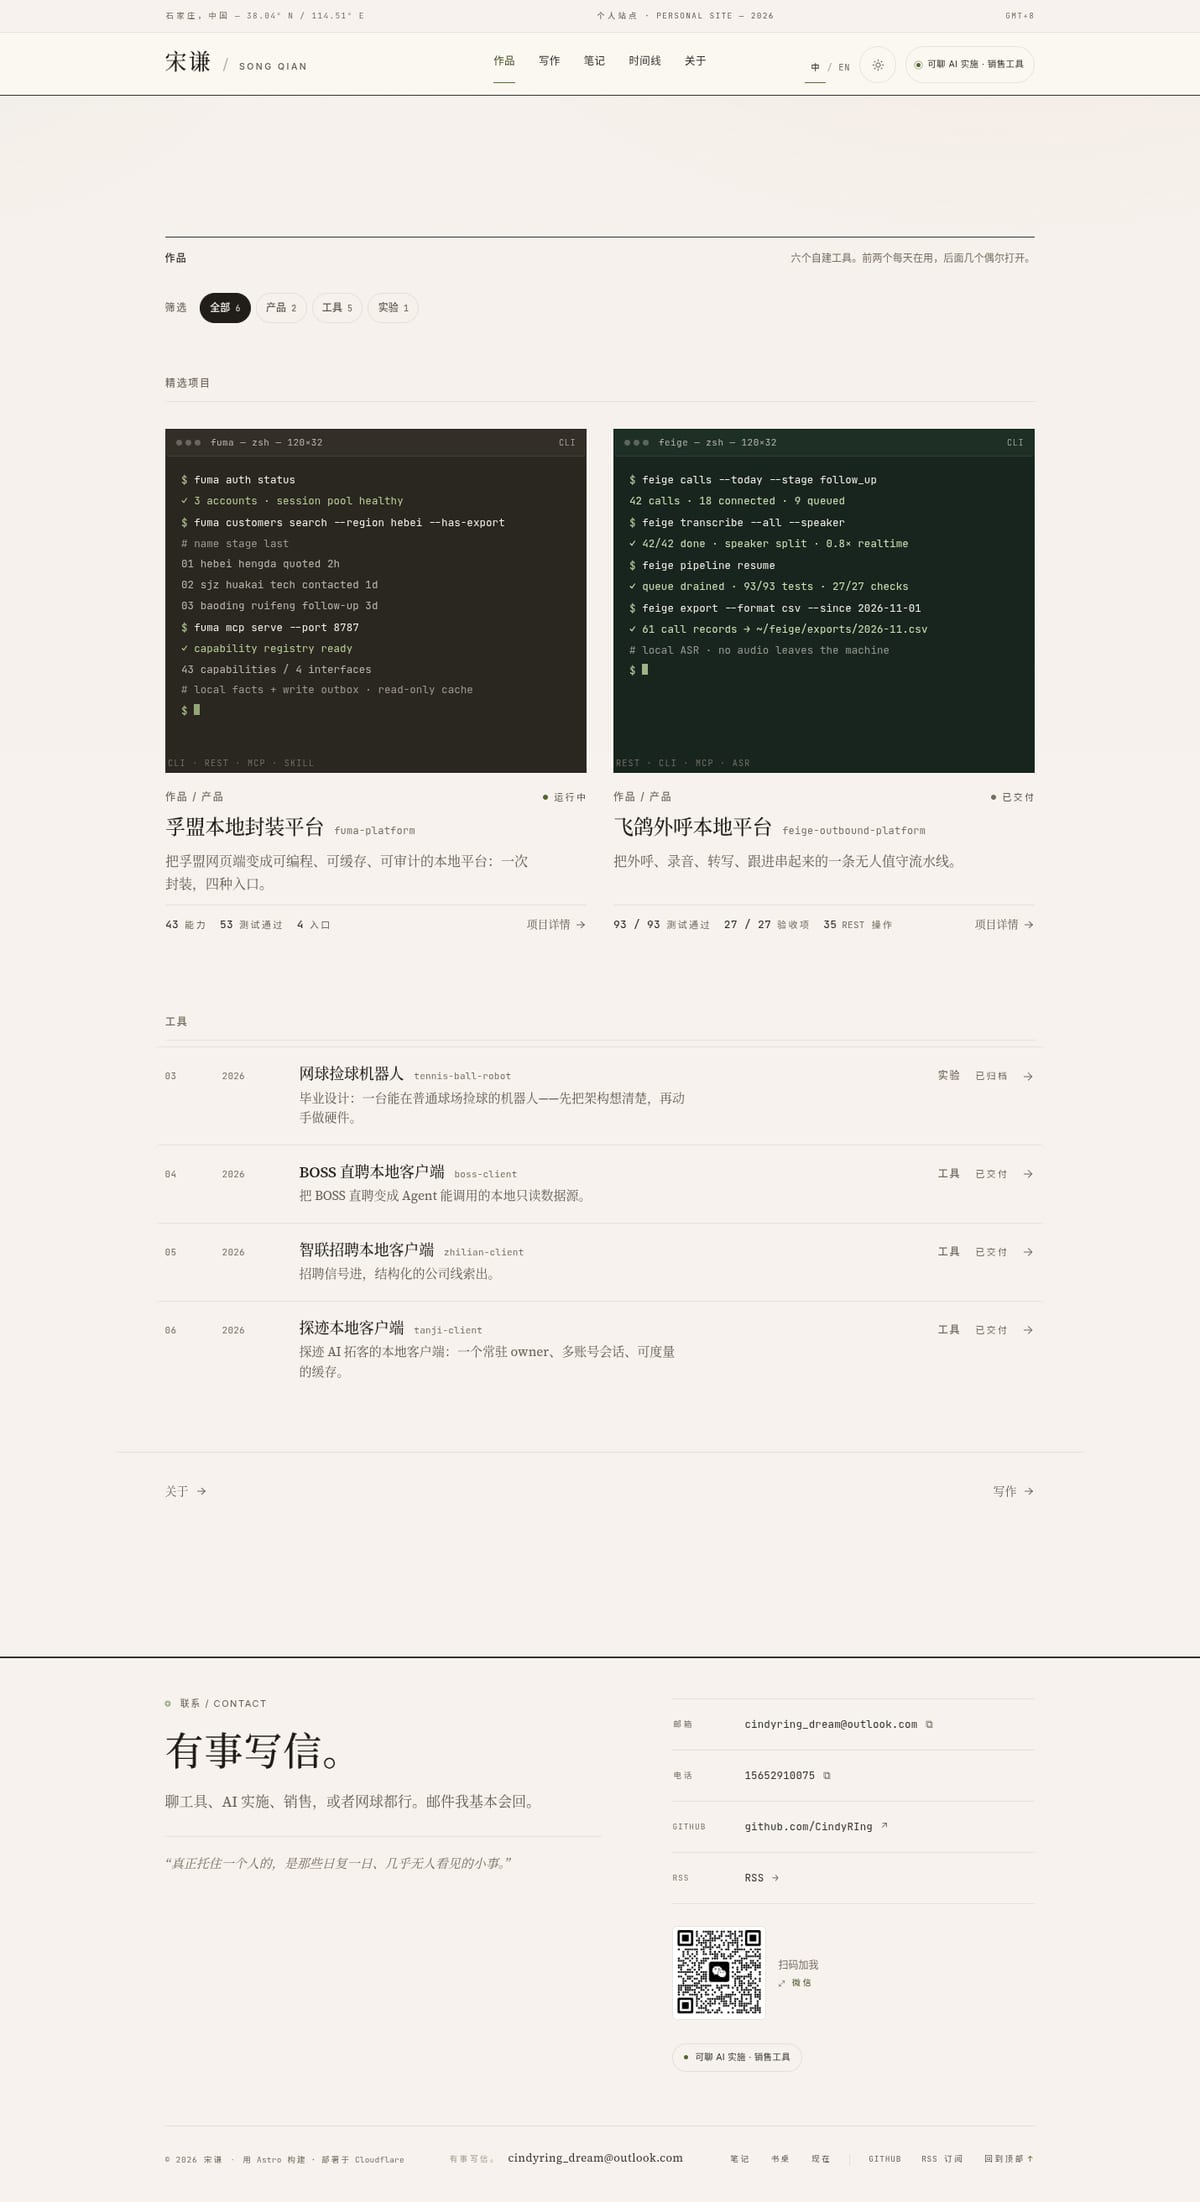 石家庄，中国 — 38.04° N / 114.51° E
个人站点 · PERSONAL SITE — 2026
GMT+8
宋谦 / SONG QIAN
作品 写作 笔记 时间线 关于
中 / EN
可聊 AI 实施 · 销售工具
作品
六个自建工具。前两个每天在用，后面几个偶尔打开。
筛选 全部 6 产品 2 工具 5 实验 1
精选项目
fuma — zsh — 120×32 CLI
$ fuma auth status
✓ 3 accounts · session pool healthy
$ fuma customers search --region hebei --has-export
# name stage last
01 hebei hengda quoted 2h
02 sjz huakai tech contacted 1d
03 baoding ruifeng follow-up 3d
$ fuma mcp serve --port 8787
✓ capability registry ready
43 capabilities / 4 interfaces
# local facts + write outbox · read-only cache
$
CLI · REST · MCP · SKILL
作品 / 产品 运行中
孚盟本地封装平台 fuma-platform
把孚盟网页端变成可编程、可缓存、可审计的本地平台：一次
封装，四种入口。
43 能力 53 测试通过 4 入口 项目详情 →
feige — zsh — 120×32 CLI
$ feige calls --today --stage follow_up
42 calls · 18 connected · 9 queued
$ feige transcribe --all --speaker
✓ 42/42 done · speaker split · 0.8× realtime
$ feige pipeline resume
✓ queue drained · 93/93 tests · 27/27 checks
$ feige export --format csv --since 2026-11-01
✓ 61 call records → ~/feige/exports/2026-11.csv
# local ASR · no audio leaves the machine
$
REST · CLI · MCP · ASR
作品 / 产品 已交付
飞鸽外呼本地平台 feige-outbound-platform
把外呼、录音、转写、跟进串起来的一条无人值守流水线。
93 / 93 测试通过 27 / 27 验收项 35 REST 操作 项目详情 →
工具
03 2026 网球捡球机器人 tennis-ball-robot 实验 已归档 →
毕业设计：一台能在普通球场捡球的机器人——先把架构想清楚，再动
手做硬件。
04 2026 BOSS 直聘本地客户端 boss-client 工具 已交付 →
把 BOSS 直聘变成 Agent 能调用的本地只读数据源。
05 2026 智联招聘本地客户端 zhilian-client 工具 已交付 →
招聘信号进，结构化的公司线索出。
06 2026 探迹本地客户端 tanji-client 工具 已交付 →
探迹 AI 拓客的本地客户端：一个常驻 owner、多账号会话、可度量
的缓存。
关于 →
写作 →
联系 / CONTACT
有事写信。
聊工具、AI 实施、销售，或者网球都行。邮件我基本会回。
“真正托住一个人的，是那些日复一日、几乎无人看见的小事。”
邮箱 cindyring_dream@outlook.com
电话 15652910075
GITHUB github.com/CindyRIng ↗
RSS RSS →
扫码加我
⤢ 微信
可聊 AI 实施 · 销售工具
© 2026 宋谦 · 用 Astro 构建 · 部署于 Cloudflare
有事写信。 cindyring_dream@outlook.com
笔记 书桌 现在 GITHUB RSS 订阅 回到顶部 ↑